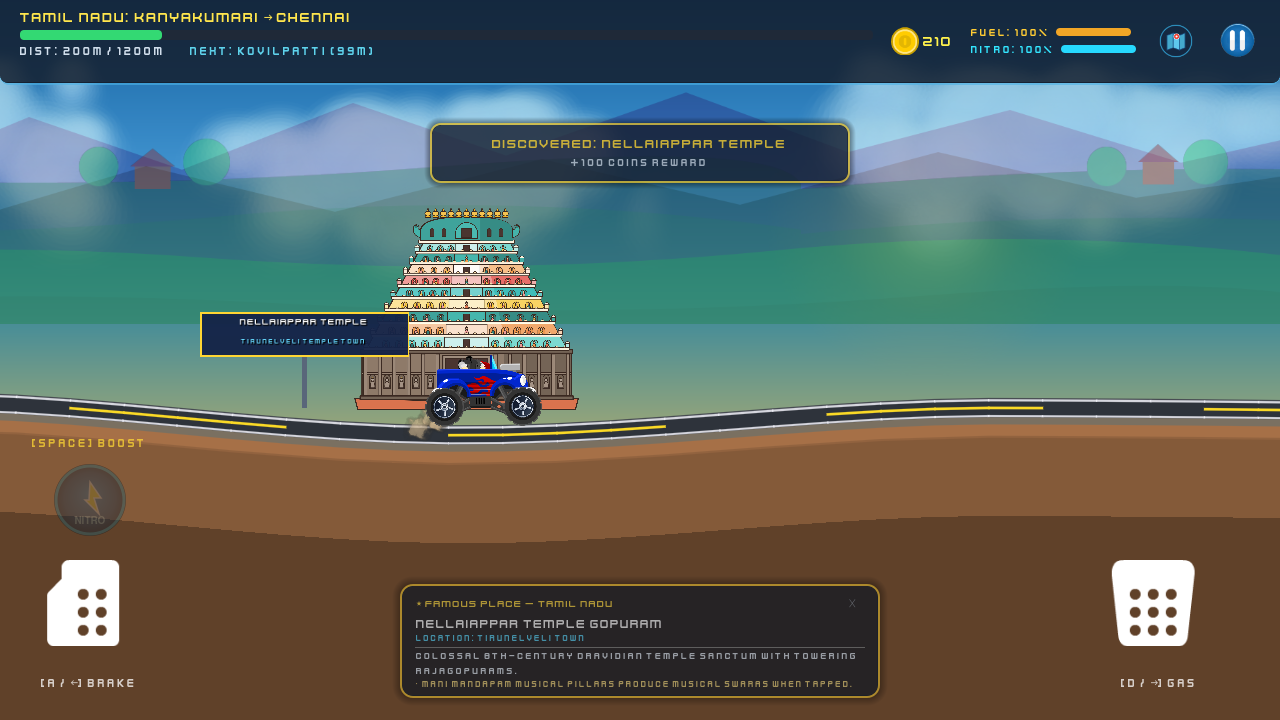 TAMIL NADU: KANYAKUMARI → CHENNAI
DIST: 200M / 1200M NEXT: KOVILPATTI (99M)
210
FUEL: 100%
NITRO: 100%
DISCOVERED: NELLAIAPPAR TEMPLE
+100 COINS REWARD
NELLAIAPPAR TEMPLE
TIRUNELVELI TEMPLE TOWN
[SPACE] BOOST
NITRO
[A / ←] BRAKE
[D / →] GAS
• FAMOUS PLACE — TAMIL NADU X
NELLAIAPPAR TEMPLE GOPURAM
LOCATION: TIRUNELVELI TOWN
COLOSSAL 8TH-CENTURY DRAVIDIAN TEMPLE SANCTUM WITH TOWERING
RAJAGOPURAMS.
· MANI MANDAPAM MUSICAL PILLARS PRODUCE MUSICAL SWARAS WHEN TAPPED.